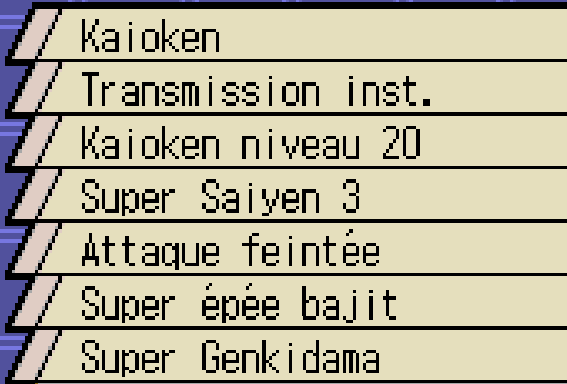 Kaioken
Transmission inst.
Kaioken niveau 20
Super Saiyen 3
Attaque feintée
Super épée bajit
Super Genkidama